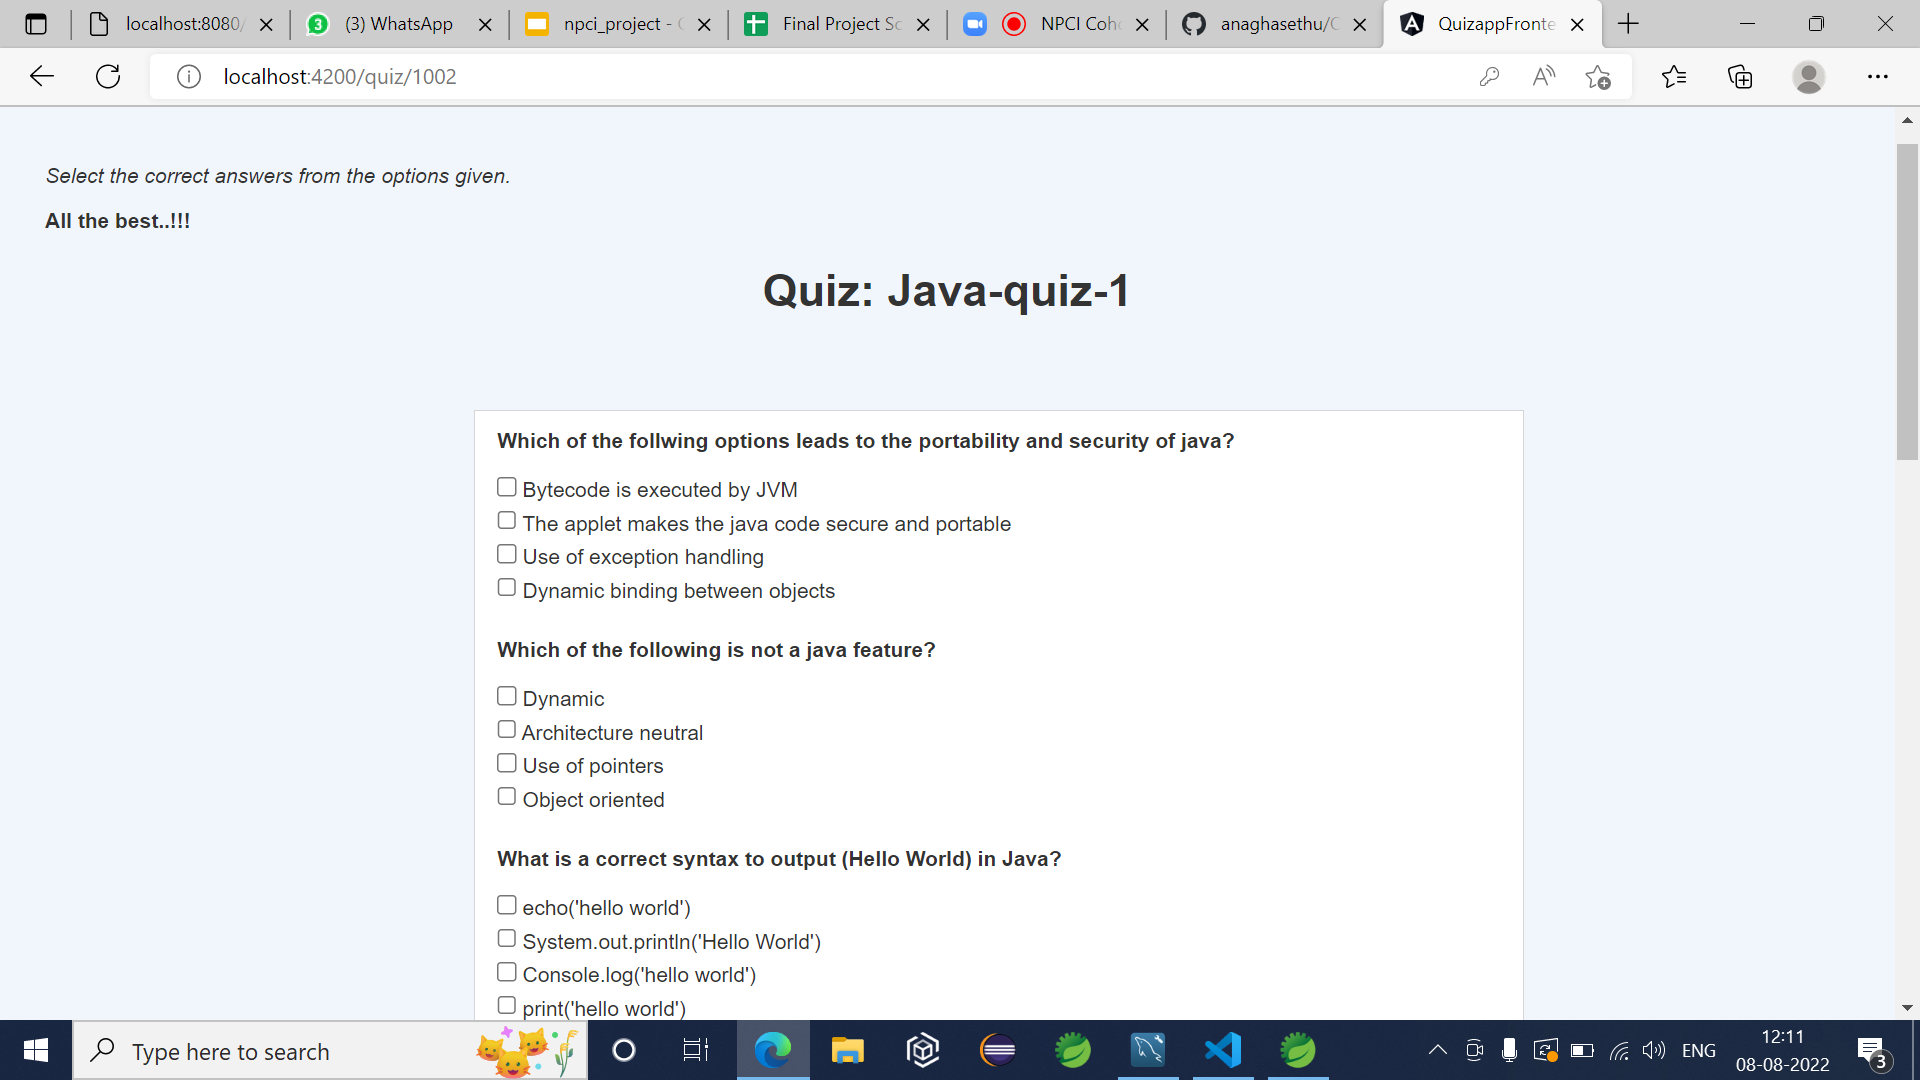 localhost:8080/
3
(3) WhatsApp
npci_project -
Final Project Sc
NPCI Coh
anaghasethu/
QuizappFronte
localhost:4200/quiz/1002
Select the correct answers from the options given.
All the best..!!!
Quiz: Java-quiz-1
Which of the follwing options leads to the portability and security of java?
Bytecode is executed by JVM
The applet makes the java code secure and portable
Use of exception handling
Dynamic binding between objects
Which of the following is not a java feature?
Dynamic
Architecture neutral
Use of pointers
Object oriented
What is a correct syntax to output (Hello World) in Java?
echo('hello world')
System.out.println('Hello World')
Console.log('hello world')
print('hello world')
Type here to search
ENG
12:11
08-08-2022
3